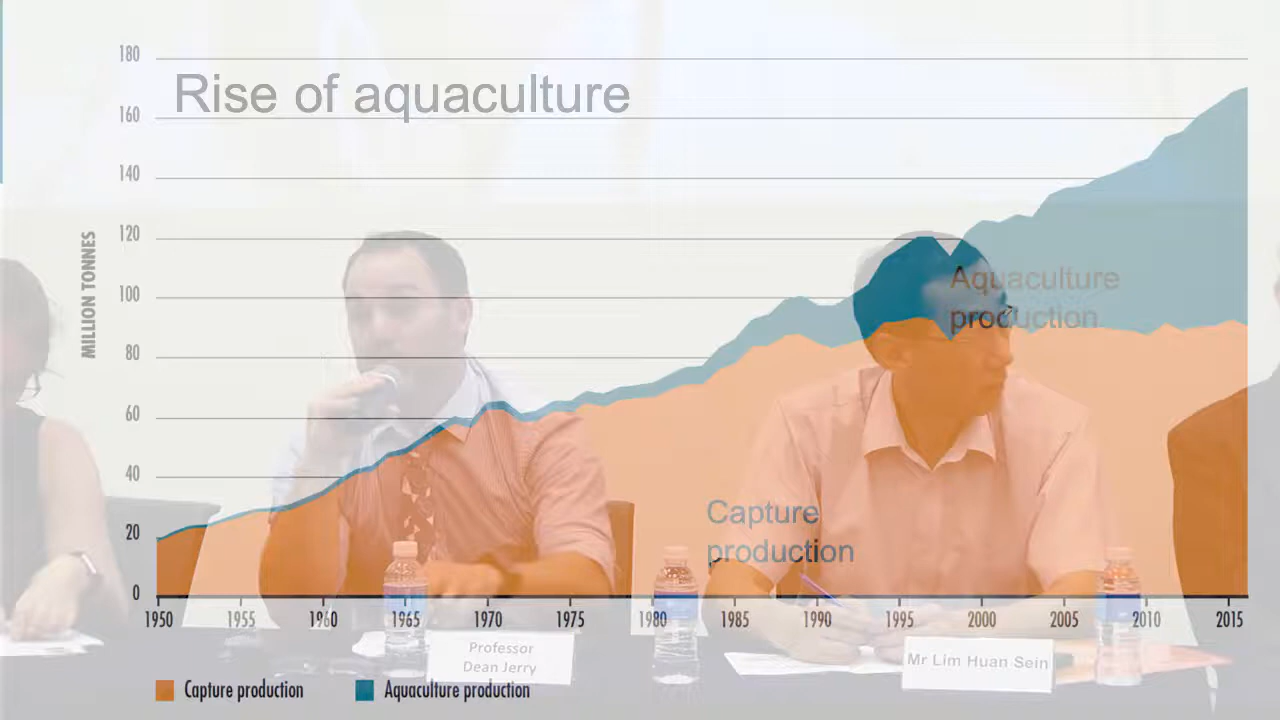 180
Rise of aquaculture
160
140
120
100
80
60
40
20
0
MILLION TONNES
Aquaculture
production
Capture
production
1950 1955 1960 1965 1970 1975 1980 1985 1990 1995 2000 2005 2010 2015
Professor
Dean Jerry
Mr Lim Huan Sein
Capture production Aquaculture production